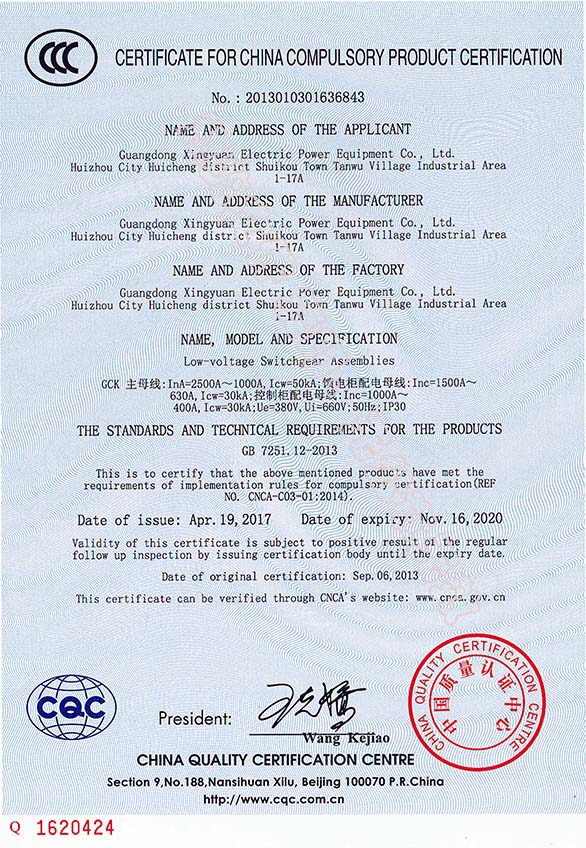 CCC
CERTIFICATE FOR CHINA COMPULSORY PRODUCT CERTIFICATION
No. : 2013010301636843
NAME AND ADDRESS OF THE APPLICANT
Guangdong Xingyuan Electric Power Equipment Co., Ltd.
Huizhou City Huicheng district Shuikou Town Tanwu Village Industrial Area
1-17A
NAME AND ADDRESS OF THE MANUFACTURER
Guangdong Xingyuan Electric Power Equipment Co., Ltd.
Huizhou City Huicheng district Shuikou Town Tanwu Village Industrial Area
1-17A
NAME AND ADDRESS OF THE FACTORY
Guangdong Xingyuan Electric Power Equipment Co., Ltd.
Huizhou City Huicheng district Shuikou Town Tanwu Village Industrial Area
1-17A
NAME, MODEL AND SPECIFICATION
Low-voltage Switchgear Assemblies
GCK 主母线:InA=2500A～1000A, Icw=50kA;馈电柜配电母线:Inc=1500A～
630A, Icw=30kA;控制柜配电母线:Inc=1000A～
400A, Icw=30kA;Ue=380V, Ui=660V;50Hz;IP30
THE STANDARDS AND TECHNICAL REQUIREMENTS FOR THE PRODUCTS
GB 7251.12-2013
This is to certify that the above mentioned products have met the
requirements of implementation rules for compulsory certification(REF
NO. CNCA-C03-01:2014).
Date of issue: Apr. 19, 2017 Date of expiry: Nov. 16, 2020
Validity of this certificate is subject to positive result of the regular
follow up inspection by issuing certification body until the expiry date.
Date of original certification: Sep. 06, 2013
This certificate can be verified through CNCA's website: www.cnca.gov.cn
CQC
President:
Wang Kejiao
CHINA QUALITY CERTIFICATION CENTRE
中国质量认证中心
CHINA QUALITY CERTIFICATION CENTRE
Section 9,No.188,Nansihuan Xilu, Beijing 100070 P.R.China
http://www.cqc.com.cn
Q 1620424